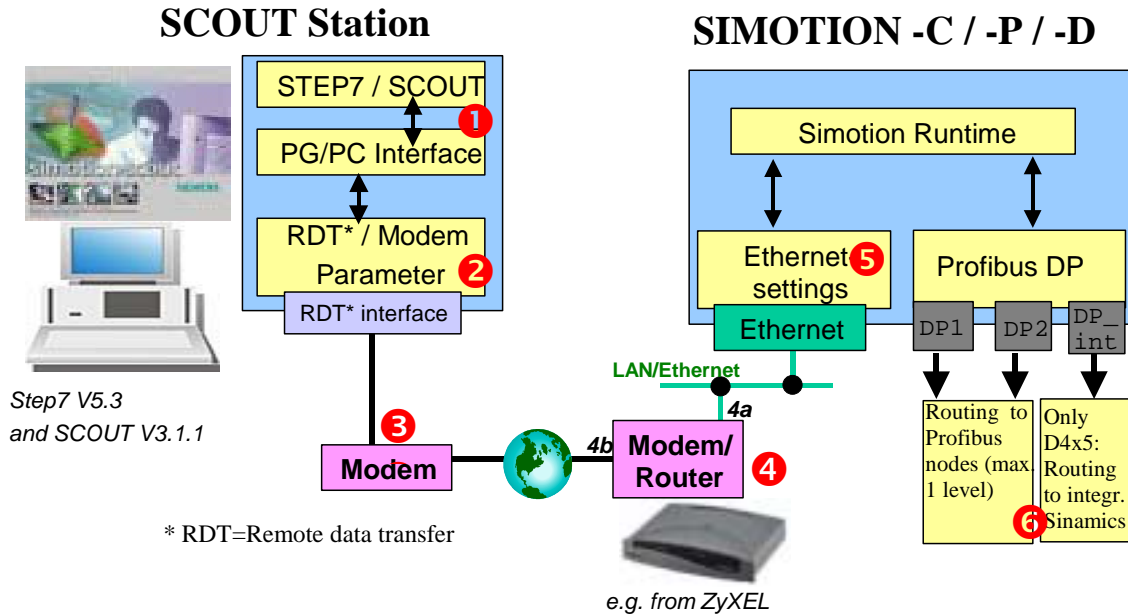 SCOUT Station
SIMOTION -C / -P / -D
STEP7 / SCOUT
1
PG/PC Interface
RDT* / Modem
Parameter
2
RDT* interface
Step7 V5.3
and SCOUT V3.1.1
3
Modem
* RDT=Remote data transfer
4b
Modem/
Router
4
e.g. from ZyXEL
LAN/Ethernet
4a
Simotion Runtime
Ethernet-
settings
5
Ethernet
Profibus DP
DP1
DP2
DP_
int
Routing to
Profibus
nodes (max.
1 level)
Only
D4x5:
Routing
to integr.
Sinamics
6